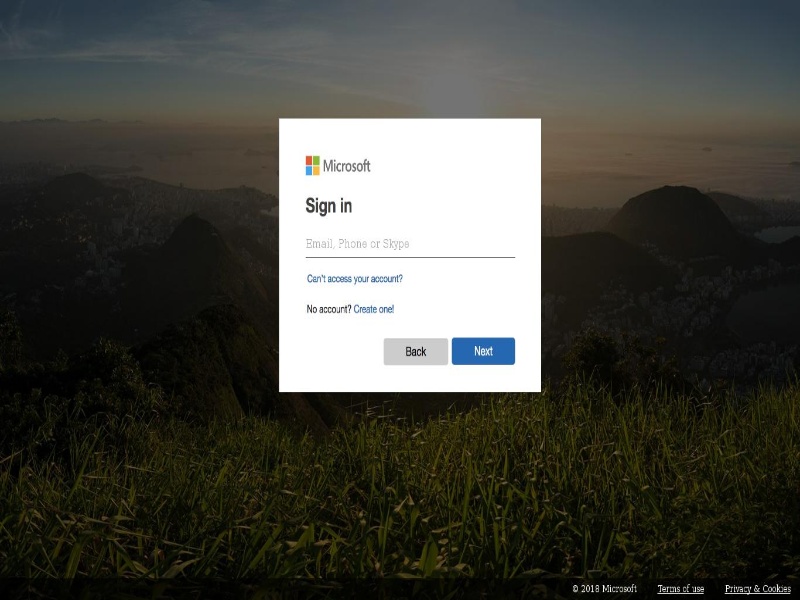 Microsoft
Sign in
Email, Phone or Skype
Can't access your account?
No account? Create one!
Back Next
© 2018 Microsoft Terms of use Privacy & Cookies